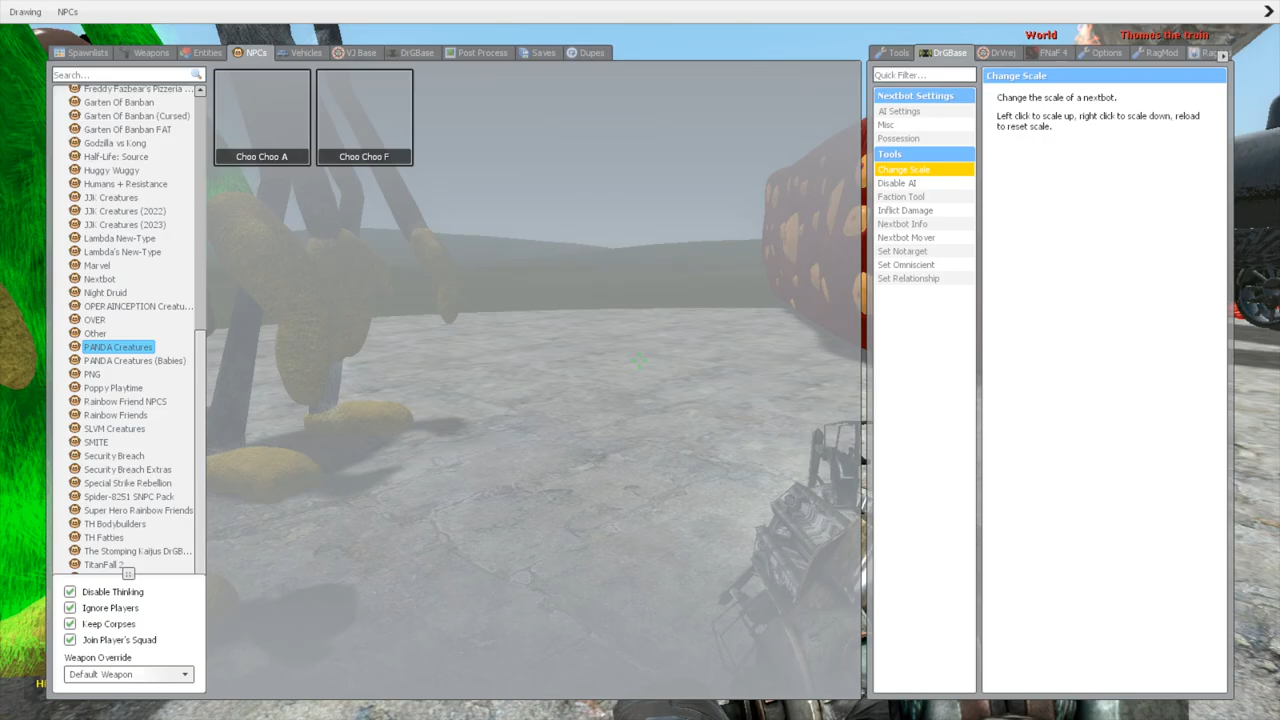 Drawing NPCs
World Thomas the train
Spawnlists Weapons Entities NPCs Vehicles VJ Base DrGBase Post Process Saves Dupes
Tools DrGBase DrVrej FNaF 4 Options RagMod
Search...
Freddy Fazbear's Pizzeria ...
Garten Of Banban
Garten Of Banban (Cursed)
Garten Of Banban FAT
Godzilla vs Kong
Half-Life: Source
Huggy Wuggy
Humans + Resistance
JJK Creatures
JJK Creatures (2022)
JJK Creatures (2023)
Lambda New-Type
Lambda's New-Type
Marvel
Nextbot
Night Druid
OPERAINCEPTION Creatu...
OVER
Other
PANDA Creatures
PANDA Creatures (Babies)
PNG
Poppy Playtime
Rainbow Friend NPCS
Rainbow Friends
SLVM Creatures
SMITE
Security Breach
Security Breach Extras
Special Strike Rebellion
Spider-8251 SNPC Pack
Super Hero Rainbow Friends
TH Bodybuilders
TH Fatties
The Stomping Kaijus DrGB...
TitanFall 2
Disable Thinking
Ignore Players
Keep Corpses
Join Player's Squad
Weapon Override
Default Weapon
Choo Choo A
Choo Choo F
Quick Filter...
Nextbot Settings
AI Settings
Misc
Possession
Tools
Change Scale
Disable AI
Faction Tool
Inflict Damage
Nextbot Info
Nextbot Mover
Set Notarget
Set Omniscient
Set Relationship
Change Scale
Change the scale of a nextbot.
Left click to scale up, right click to scale down, reload
to reset scale.